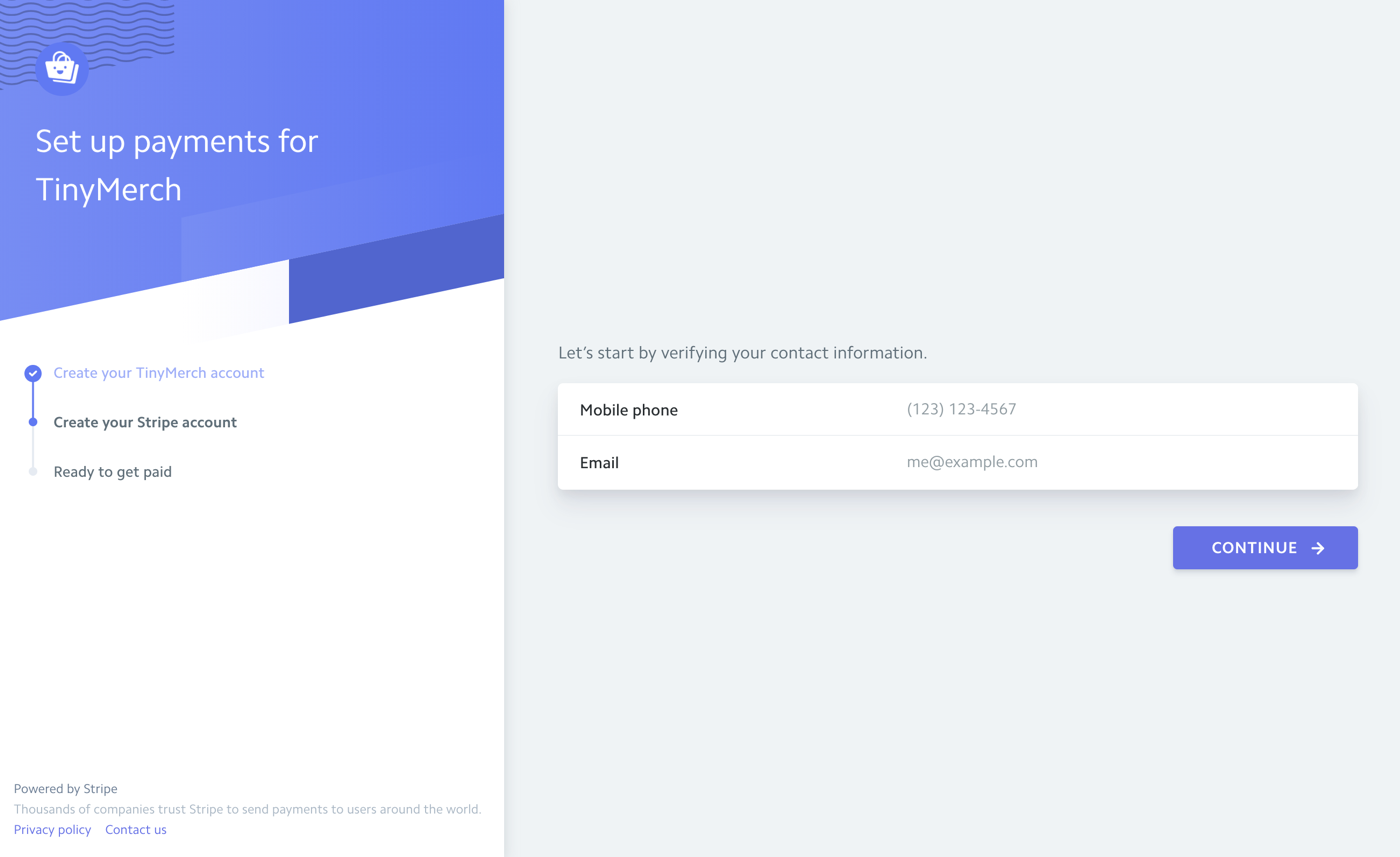 Set up payments for
TinyMerch
Create your TinyMerch account
Create your Stripe account
Ready to get paid
Powered by Stripe
Thousands of companies trust Stripe to send payments to users around the world.
Privacy policy Contact us
Let’s start by verifying your contact information.
Mobile phone (123) 123-4567
Email me@example.com
CONTINUE →